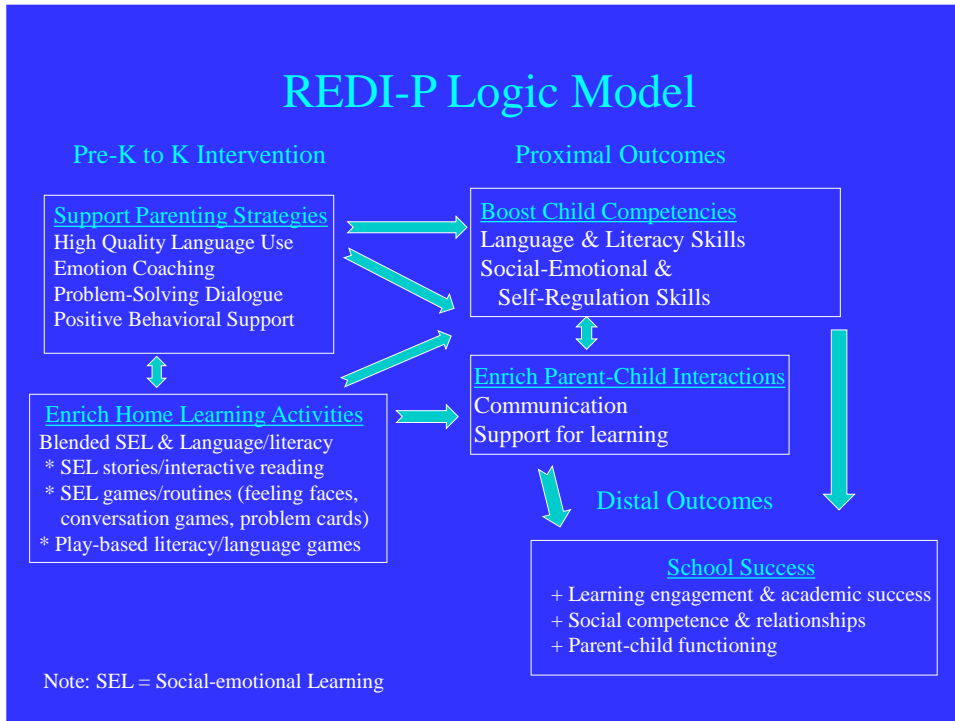 REDI-P Logic Model
Pre-K to K Intervention
Support Parenting Strategies
High Quality Language Use
Emotion Coaching
Problem-Solving Dialogue
Positive Behavioral Support
Enrich Home Learning Activities
Blended SEL & Language/literacy
* SEL stories/interactive reading
* SEL games/routines (feeling faces,
conversation games, problem cards)
* Play-based literacy/language games
Proximal Outcomes
Boost Child Competencies
Language & Literacy Skills
Social-Emotional &
Self-Regulation Skills
Enrich Parent-Child Interactions
Communication
Support for learning
Distal Outcomes
School Success
+ Learning engagement & academic success
+ Social competence & relationships
+ Parent-child functioning
Note: SEL = Social-emotional Learning